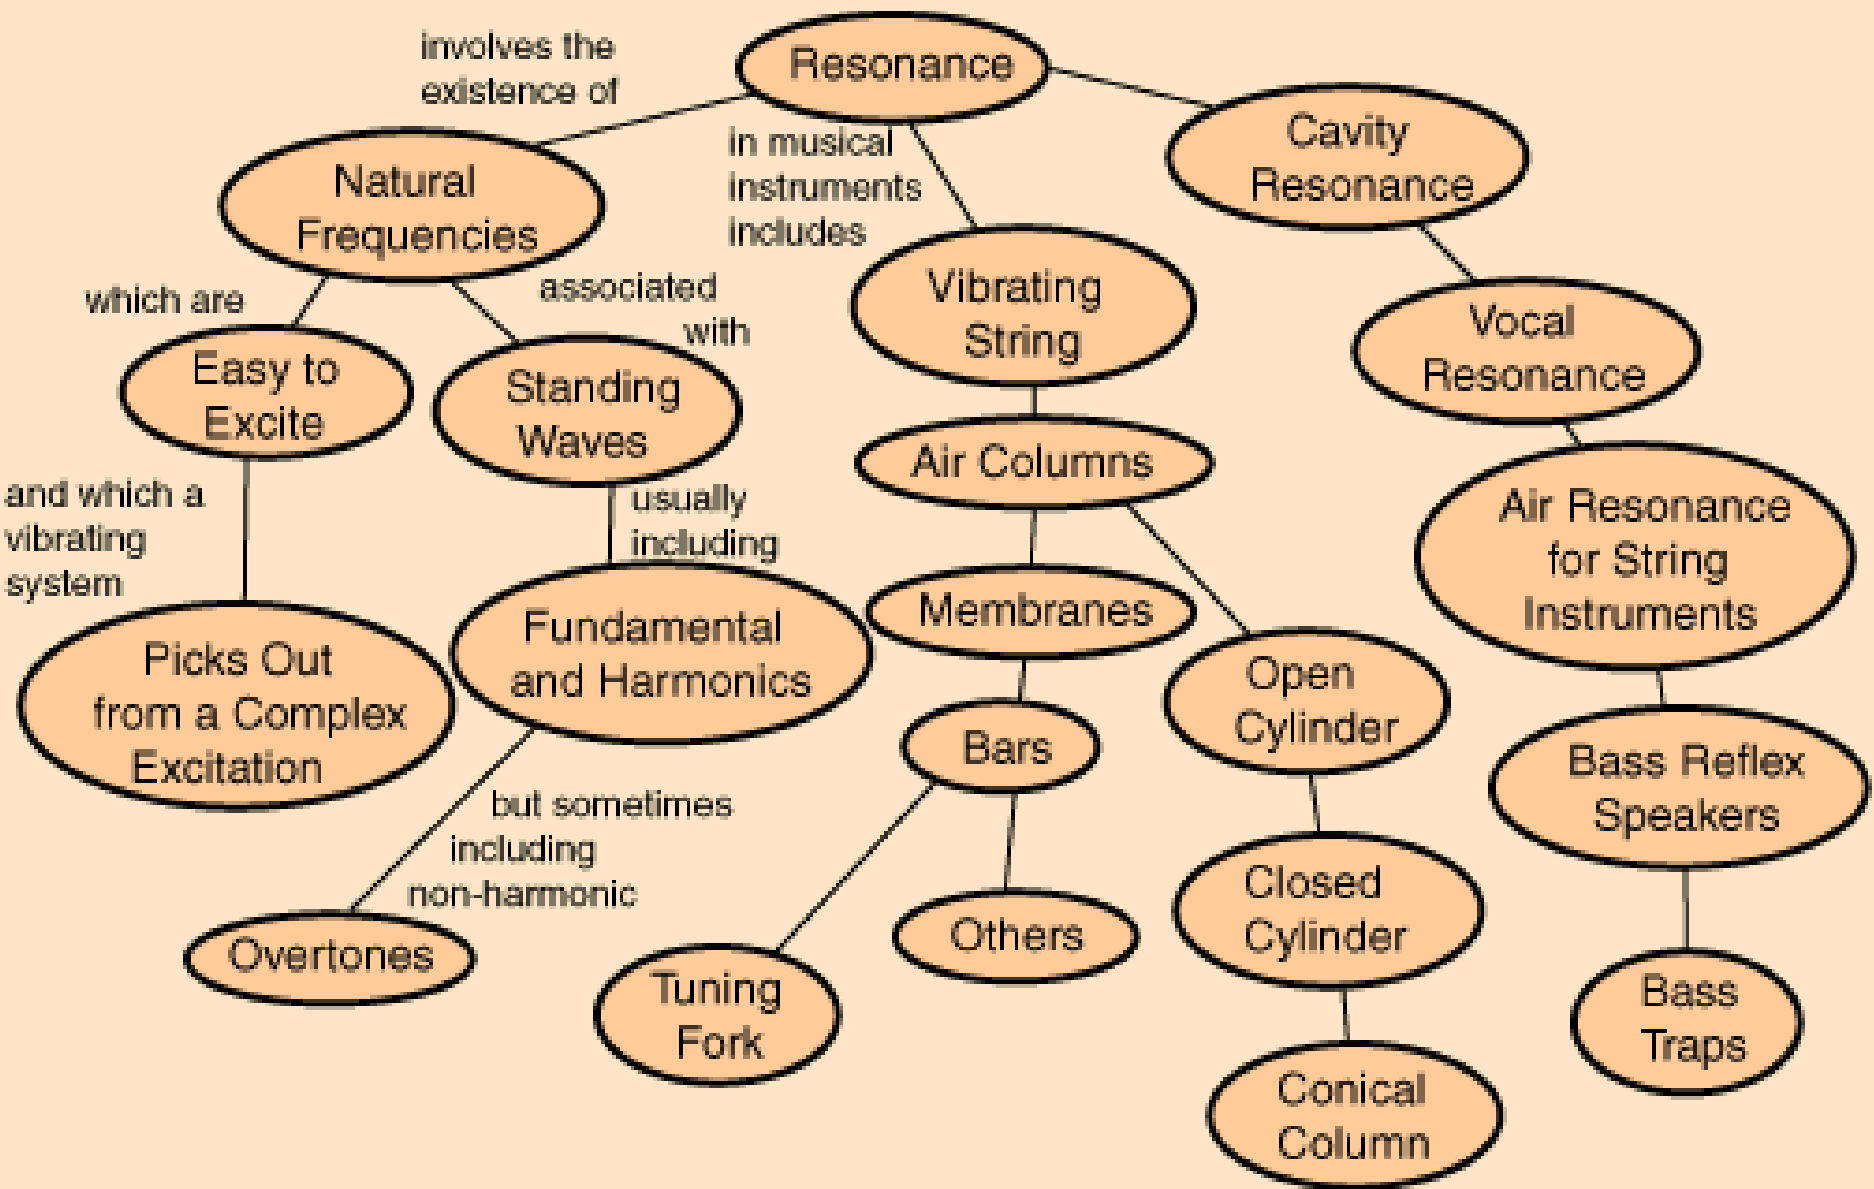 Resonance
involves the
existence of
Natural
Frequencies
which are
Easy to
Excite
and which a
vibrating
system
Picks Out
from a Complex
Excitation
associated
with
Standing
Waves
usually
including
Fundamental
and Harmonics
but sometimes
including
non-harmonic
Overtones
in musical
instruments
includes
Vibrating
String
Air Columns
Membranes
Bars
Tuning
Fork
Others
Open
Cylinder
Closed
Cylinder
Conical
Column
Cavity
Resonance
Vocal
Resonance
Air Resonance
for String
Instruments
Bass Reflex
Speakers
Bass
Traps